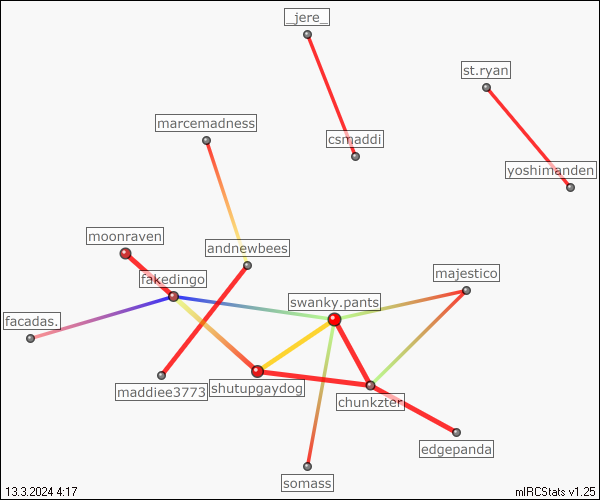 _jere_
st.ryan
marcemadness
csmaddi
yoshimanden
moonraven
andnewbees
fakedingo
majestico
swanky.pants
facadas.
maddiee3773
shutupgaydog
chunkzter
edgepanda
somass
13.3.2024 4:17
mIRCStats v1.25